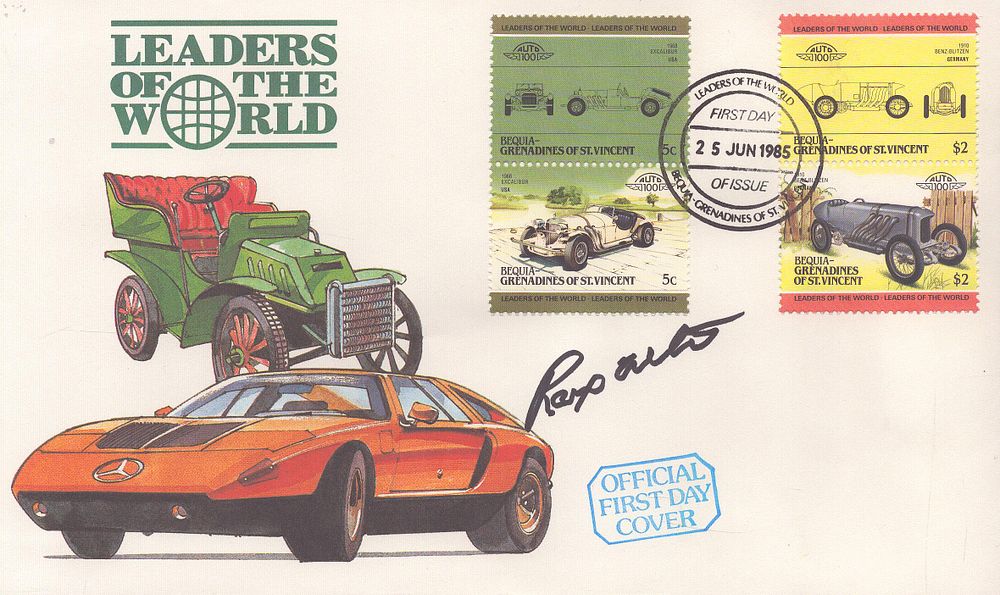 LEADERS
OF THE
WORLD
LEADERS OF THE WORLD · LEADERS OF THE WORLD
AUTO
100
1966
EXCALIBUR
USA
BEQUIA-
GRENADINES OF ST. VINCENT 5c
1966
EXCALIBUR
USA
AUTO
100
BEQUIA-
GRENADINES OF ST. VINCENT 5c
LEADERS OF THE WORLD · LEADERS OF THE WORLD
LEADERS OF THE WORLD
FIRST DAY
25 JUN 1985
OF ISSUE
BEQUIA - GRENADINES OF ST. V
LEADERS OF THE WORLD · LEADERS OF THE WORLD
AUTO
100
1910
BENZ-BLITZEN
GERMANY
BEQUIA-
GRENADINES OF ST. VINCENT $2
AUTO
100
BEQUIA-
GRENADINES
OF ST. VINCENT $2
LEADERS OF THE WORLD · LEADERS OF THE WORLD
OFFICIAL
FIRST DAY
COVER